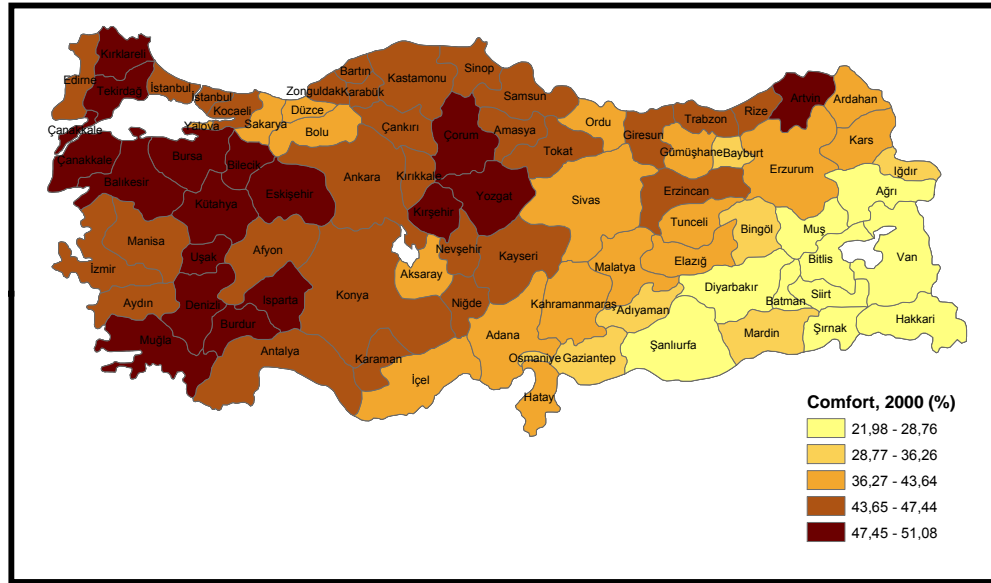 Kırklareli
Edirne
Tekirdağ
İstanbul
İstanbul
Kocaeli
Yalova
Sakarya
Düzce
Bolu
Zonguldak
Bartın
Karabük
Kastamonu
Sinop
Samsun
Çankırı
Çorum
Amasya
Tokat
Ordu
Giresun
Trabzon
Rize
Artvin
Ardahan
Kars
Gümüşhane
Bayburt
Erzurum
Iğdır
Ağrı
Çanakkale
Çanakkale
Balıkesir
Bursa
Bilecik
Eskişehir
Kütahya
Ankara
Kırıkkale
Kırşehir
Yozgat
Sivas
Erzincan
Tunceli
Bingöl
Muş
Bitlis
Van
Manisa
İzmir
Uşak
Afyon
Aydın
Denizli
Isparta
Burdur
Muğla
Antalya
Konya
Aksaray
Nevşehir
Kayseri
Niğde
Karaman
İçel
Adana
Kahramanmaraş
Malatya
Elazığ
Adıyaman
Diyarbakır
Batman
Siirt
Şırnak
Hakkari
Mardin
Şanlıurfa
Gaziantep
Osmaniye
Hatay
Comfort, 2000 (%)
21,98 - 28,76
28,77 - 36,26
36,27 - 43,64
43,65 - 47,44
47,45 - 51,08